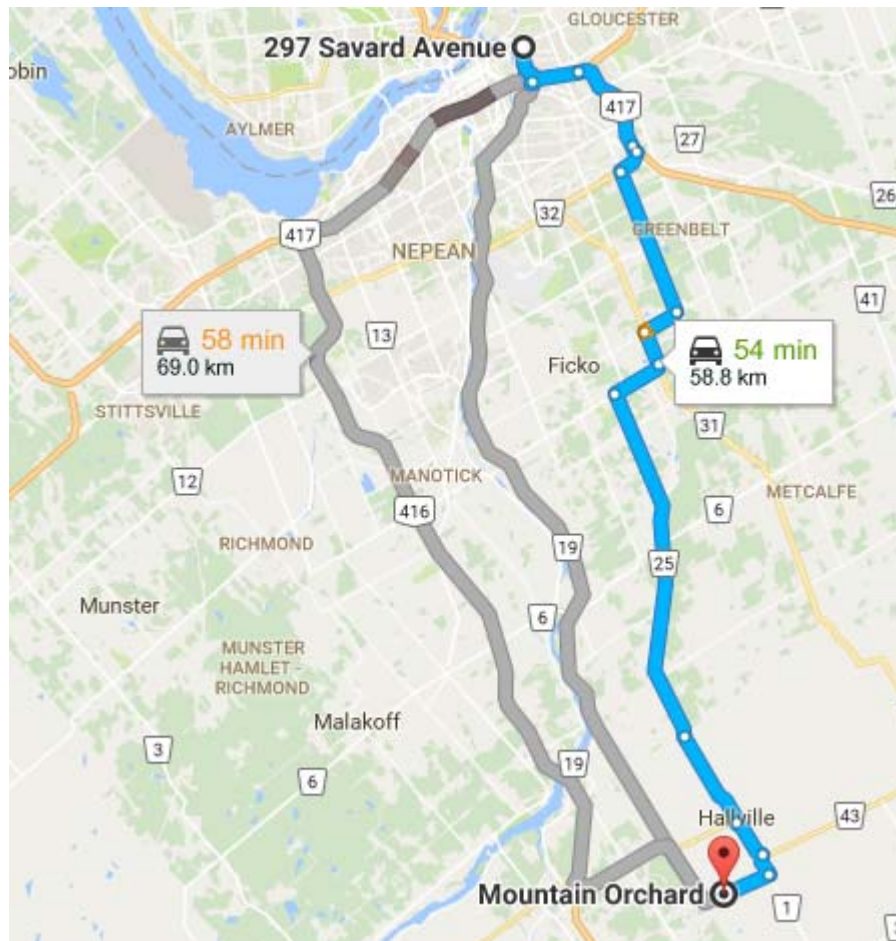 GLOUCESTER
297 Savard Avenue
obin
417
AYLMER
27
26
32
417
GREENBELT
NEPEAN
41
13
58 min
69.0 km
54 min
58.8 km
Ficko
STITTSVILLE
31
12
MANOTICK
METCALFE
6
416
RICHMOND
19
25
Munster
6
MUNSTER
HAMLET -
RICHMOND
Malakoff
3
19
6
Hallville
43
Mountain Orchard
1